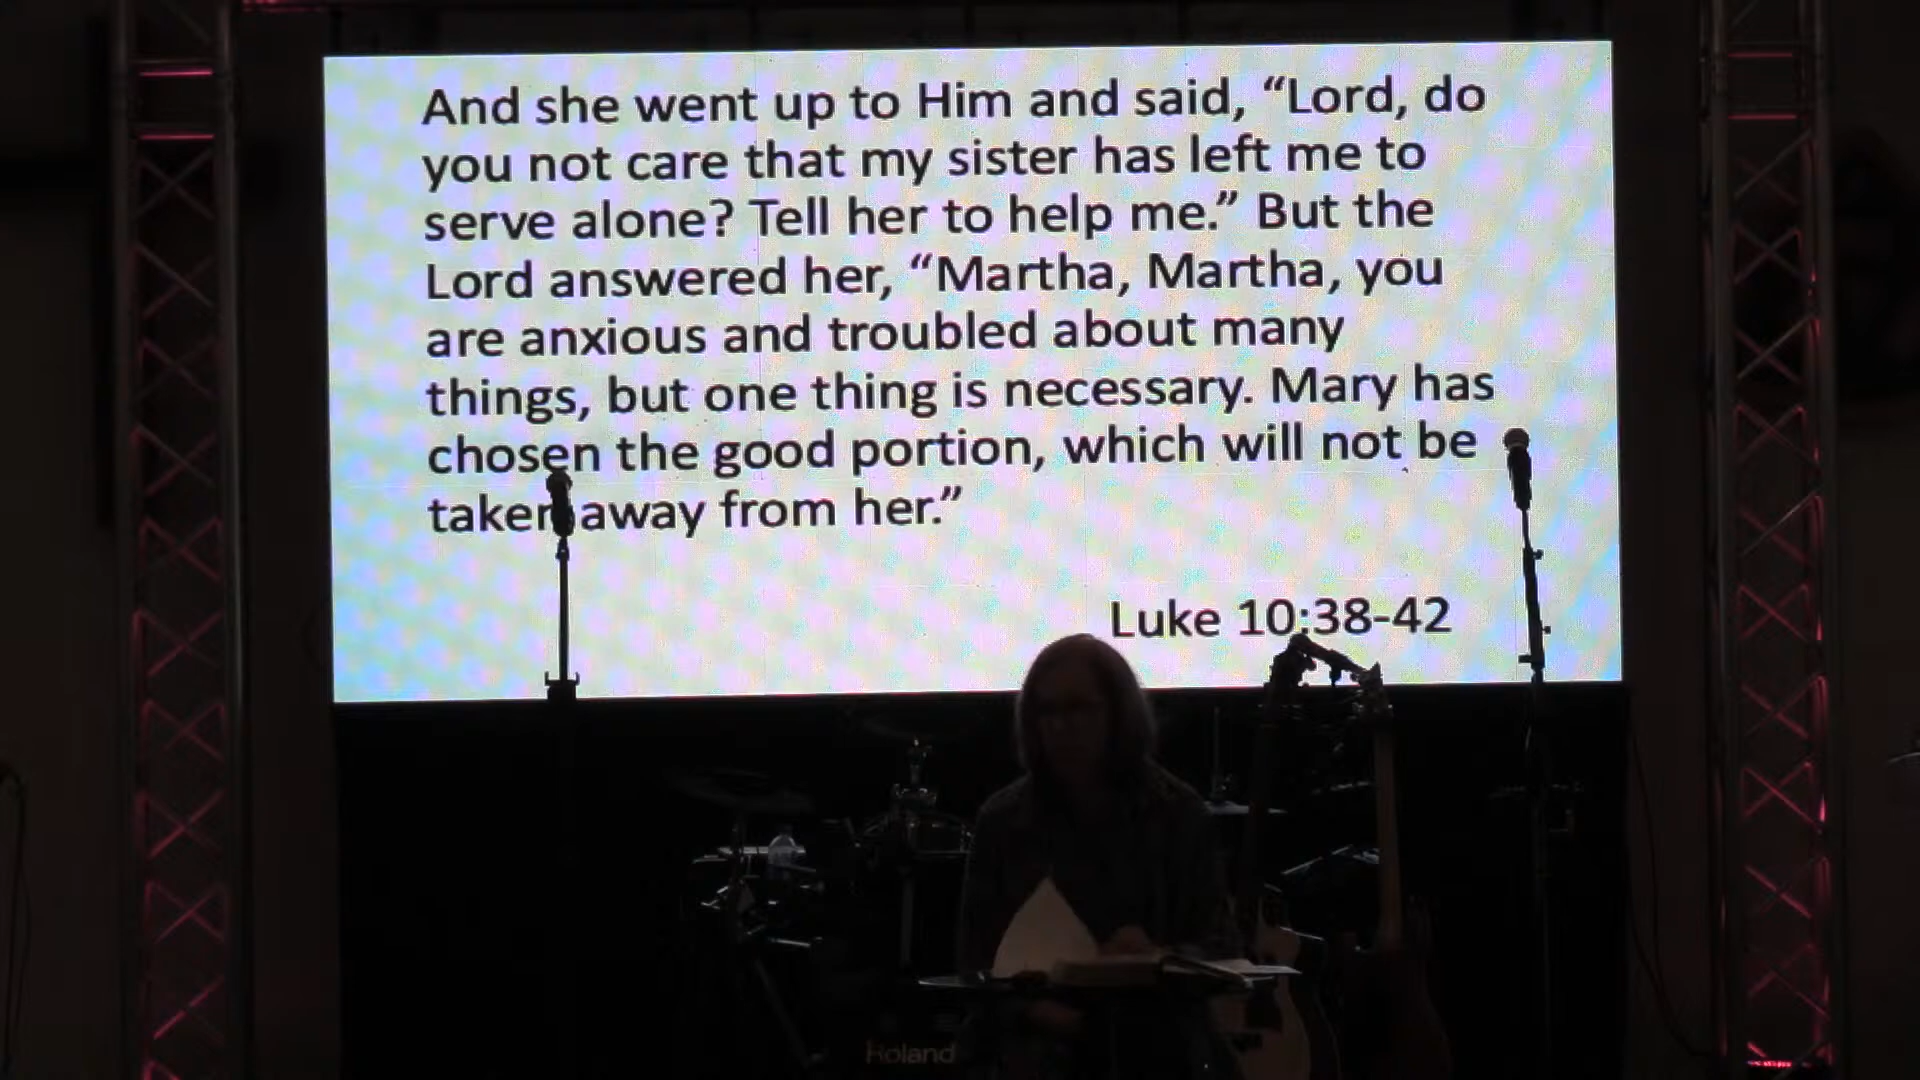 And she went up to Him and said, “Lord, do
you not care that my sister has left me to
serve alone? Tell her to help me.” But the
Lord answered her, “Martha, Martha, you
are anxious and troubled about many
things, but one thing is necessary. Mary has
chosen the good portion, which will not be
taken away from her.”
Luke 10:38-42
Roland